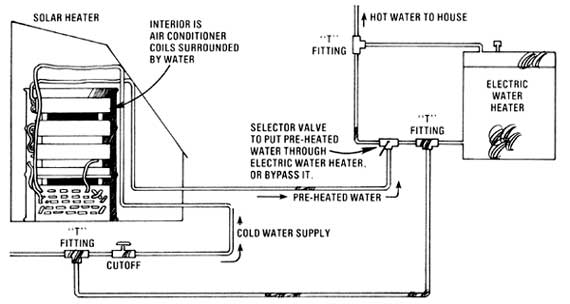 SOLAR HEATER
INTERIOR IS
AIR CONDITIONER
COILS SURROUNDED
BY WATER
HOT WATER TO HOUSE
"T"
FITTING
ELECTRIC
WATER
HEATER
"T"
FITTING
SELECTOR VALVE
TO PUT PRE-HEATED
WATER THROUGH
ELECTRIC WATER HEATER,
OR BYPASS IT.
PRE-HEATED WATER
COLD WATER SUPPLY
"T"
FITTING
CUTOFF